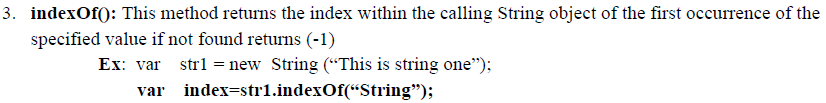 3. indexOf(): This method returns the index within the calling String object of the first occurrence of the
specified value if not found returns (-1)
Ex: var str1 = new String (“This is string one”);
var index=str1.indexOf(“String”);